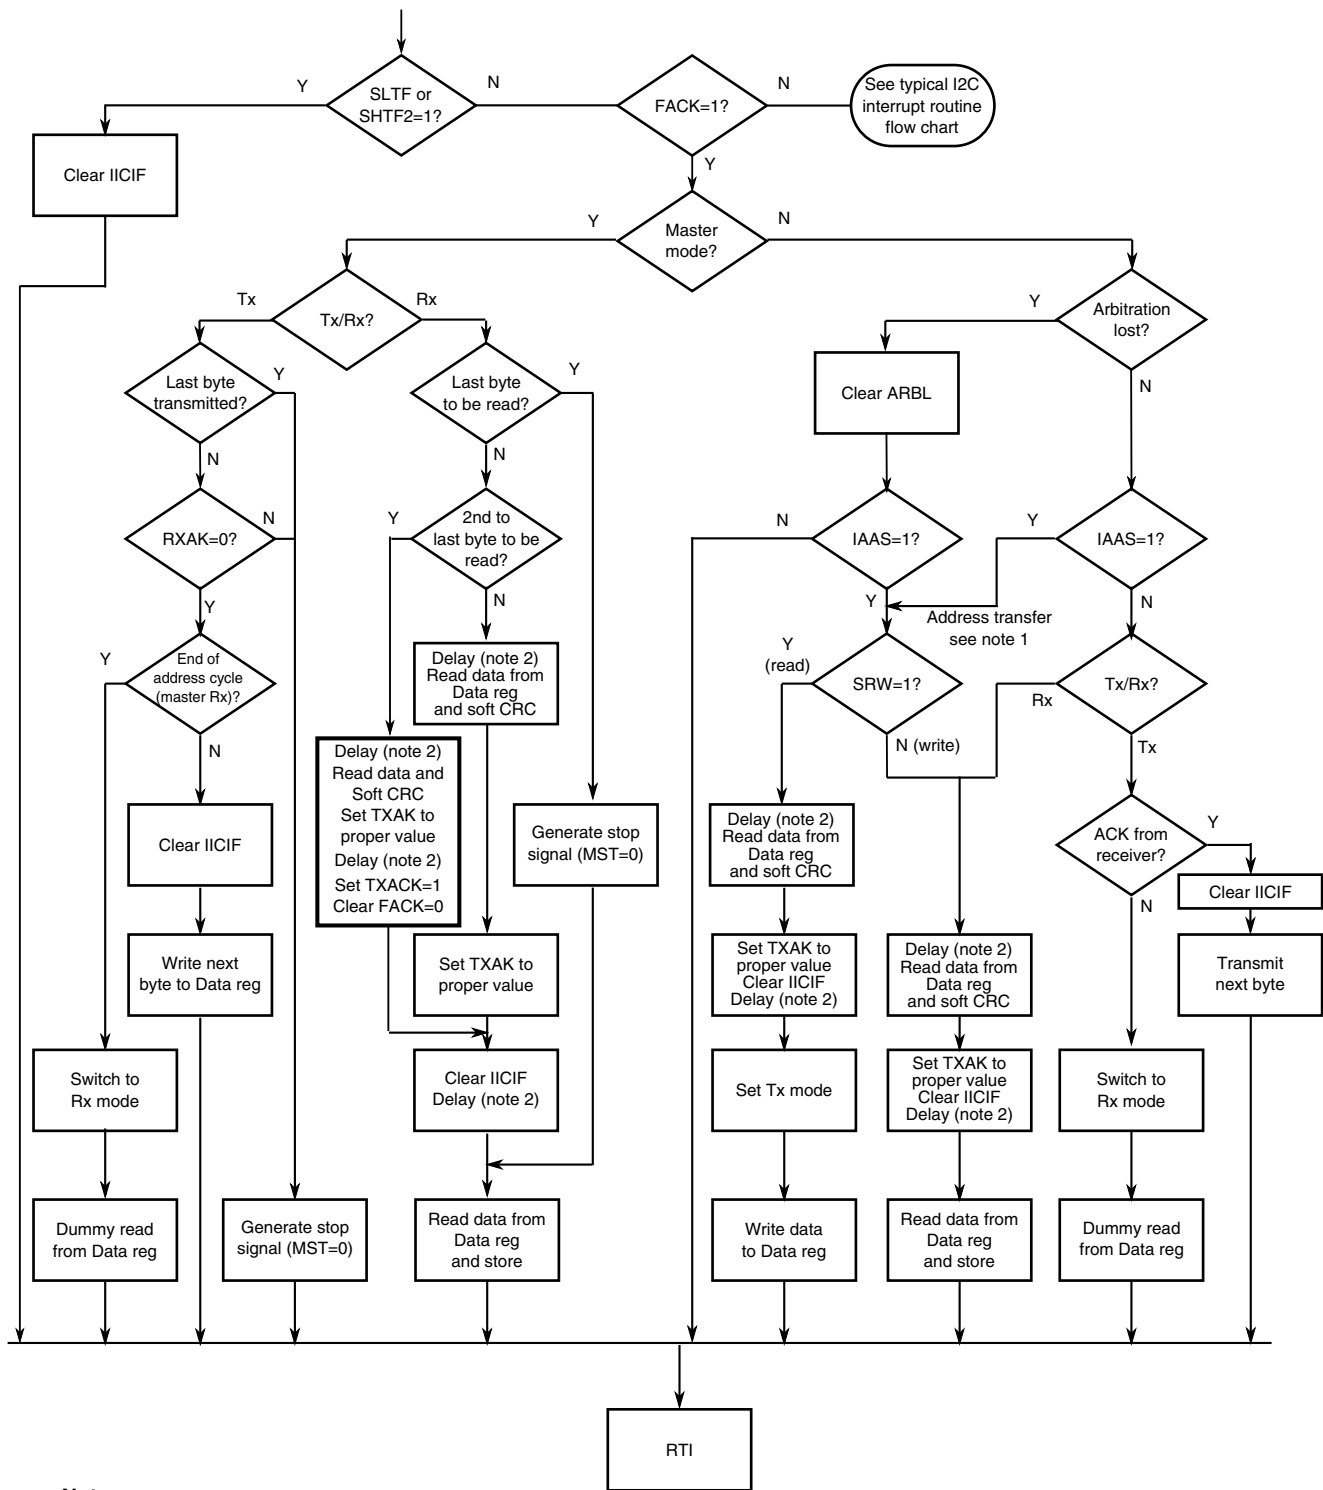 Y
SLTF or
SHTF2=1?
N
FACK=1?
N
See typical I2C
interrupt routine
flow chart
Clear IICIF
Y
Y
Master
mode?
N
Tx
Tx/Rx?
Rx
Y
Arbitration
lost?
N
Last byte
transmitted?
Y
N
Last byte
to be read?
Y
N
Clear ARBL
RXAK=0?
N
Y
Y
2nd to
last byte to be
read?
N
N
IAAS=1?
Y
Y
IAAS=1?
N
Address transfer
see note 1
Y
End of
address cycle
(master Rx)?
N
Delay (note 2)
Read data from
Data reg
and soft CRC
Y
(read)
SRW=1?
N (write)
Rx
Tx/Rx?
Tx
Delay (note 2)
Read data and
Soft CRC
Set TXAK to
proper value
Delay (note 2)
Set TXACK=1
Clear FACK=0
Clear IICIF
Generate stop
signal (MST=0)
Delay (note 2)
Read data from
Data reg
and soft CRC
ACK from
receiver?
Y
N
Clear IICIF
Write next
byte to Data reg
Set TXAK to
proper value
Set TXAK to
proper value
Clear IICIF
Delay (note 2)
Delay (note 2)
Read data from
Data reg
and soft CRC
Transmit
next byte
Switch to
Rx mode
Clear IICIF
Delay (note 2)
Set Tx mode
Set TXAK to
proper value
Clear IICIF
Delay (note 2)
Switch to
Rx mode
Dummy read
from Data reg
Generate stop
signal (MST=0)
Read data from
Data reg
and store
Write data
to Data reg
Read data from
Data reg
and store
Dummy read
from Data reg
RTI